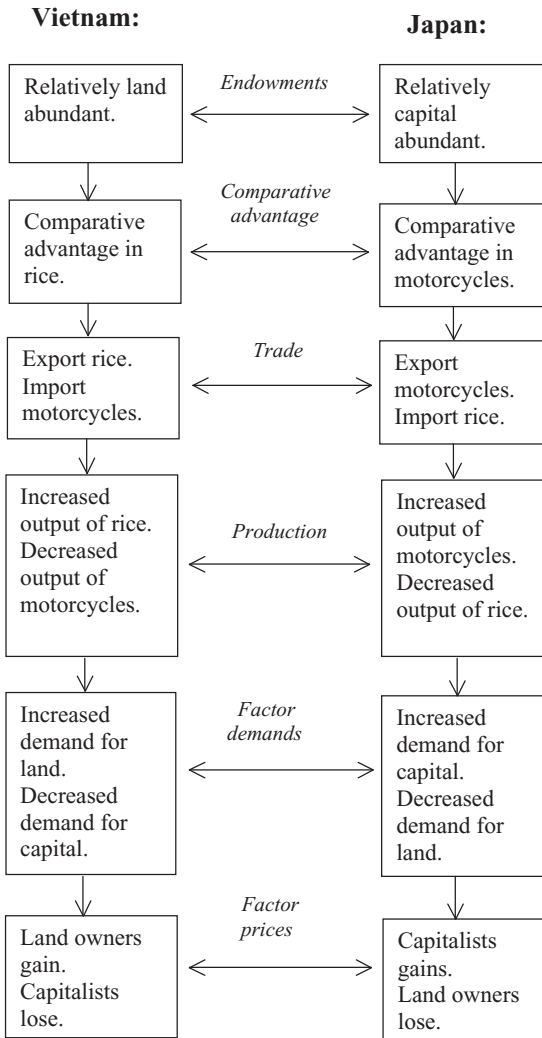 Vietnam:
Japan:
Relatively land
abundant.
Endowments
Relatively
capital
abundant.
Comparative
advantage in
rice.
Comparative
advantage
Comparative
advantage in
motorcycles.
Export rice.
Import
motorcycles.
Trade
Export
motorcycles.
Import rice.
Increased
output of rice.
Decreased
output of
motorcycles.
Production
Increased
output of
motorcycles.
Decreased
output of rice.
Increased
demand for
land.
Decreased
demand for
capital.
Factor
demands
Increased
demand for
capital.
Decreased
demand for
land.
Land owners
gain.
Capitalists
lose.
Factor
prices
Capitalists
gains.
Land owners
lose.